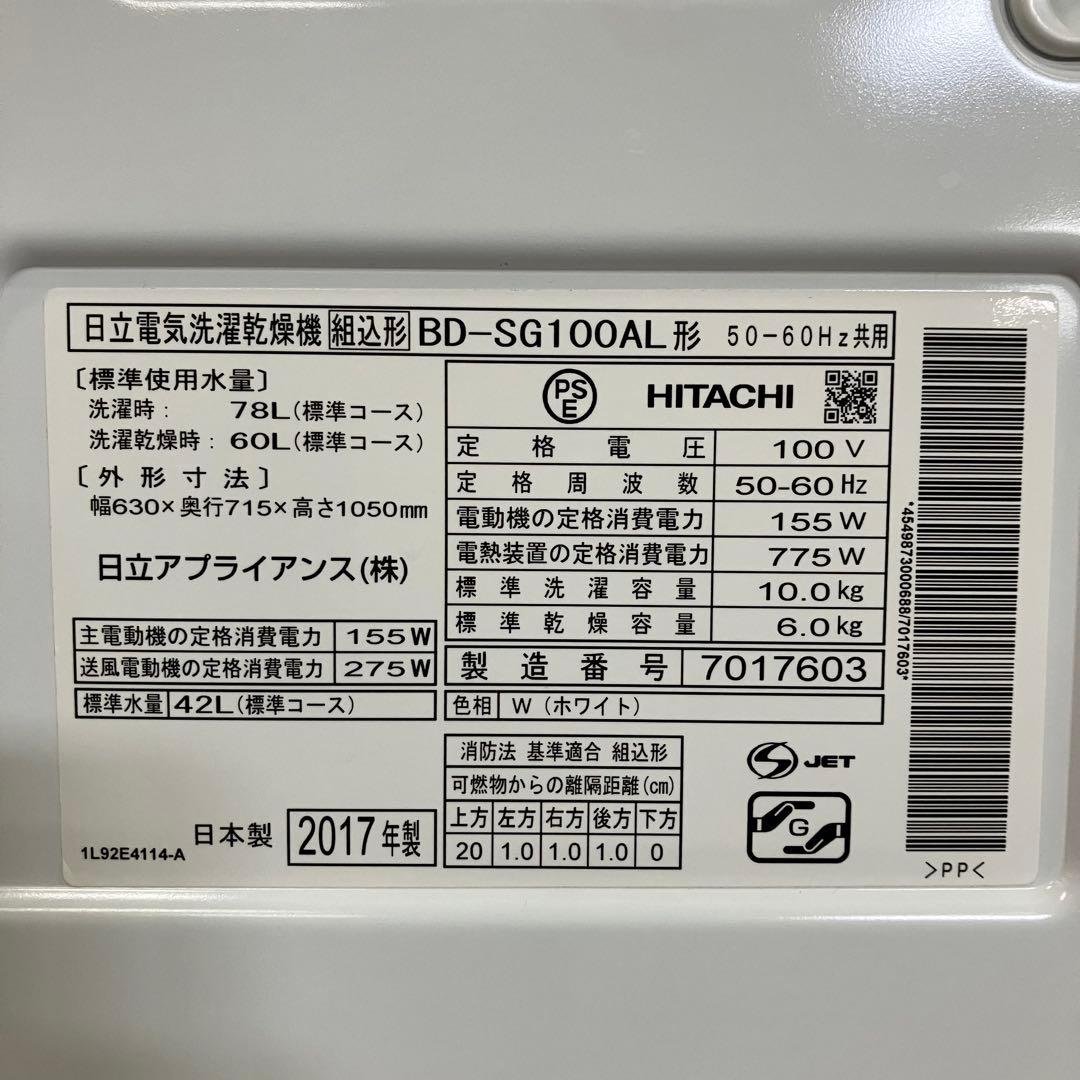 日立電気洗濯乾燥機 組込形 BD-SG100AL形 50-60Hz共用
〔標準使用水量〕
洗濯時: 78L(標準コース)
洗濯乾燥時: 60L(標準コース)
〔外形寸法〕
幅630×奥行715×高さ1050mm
日立アプライアンス(株)
主電動機の定格消費電力 155W
送風電動機の定格消費電力 275W
標準水量 42L(標準コース)
PSE HITACHI
定格電圧 100V
定格周波数 50-60Hz
電動機の定格消費電力 155W
電熱装置の定格消費電力 775W
標準洗濯容量 10.0kg
標準乾燥容量 6.0kg
製造番号 7017603
色相 W(ホワイト)
消防法 基準適合 組込形
可燃物からの離隔距離(cm)
上方 左方 右方 後方 下方
20 1.0 1.0 1.0 0
S JET
G
日本製 2017年製
1L92E4114-A
*4549873000688/7017603*
>PP<